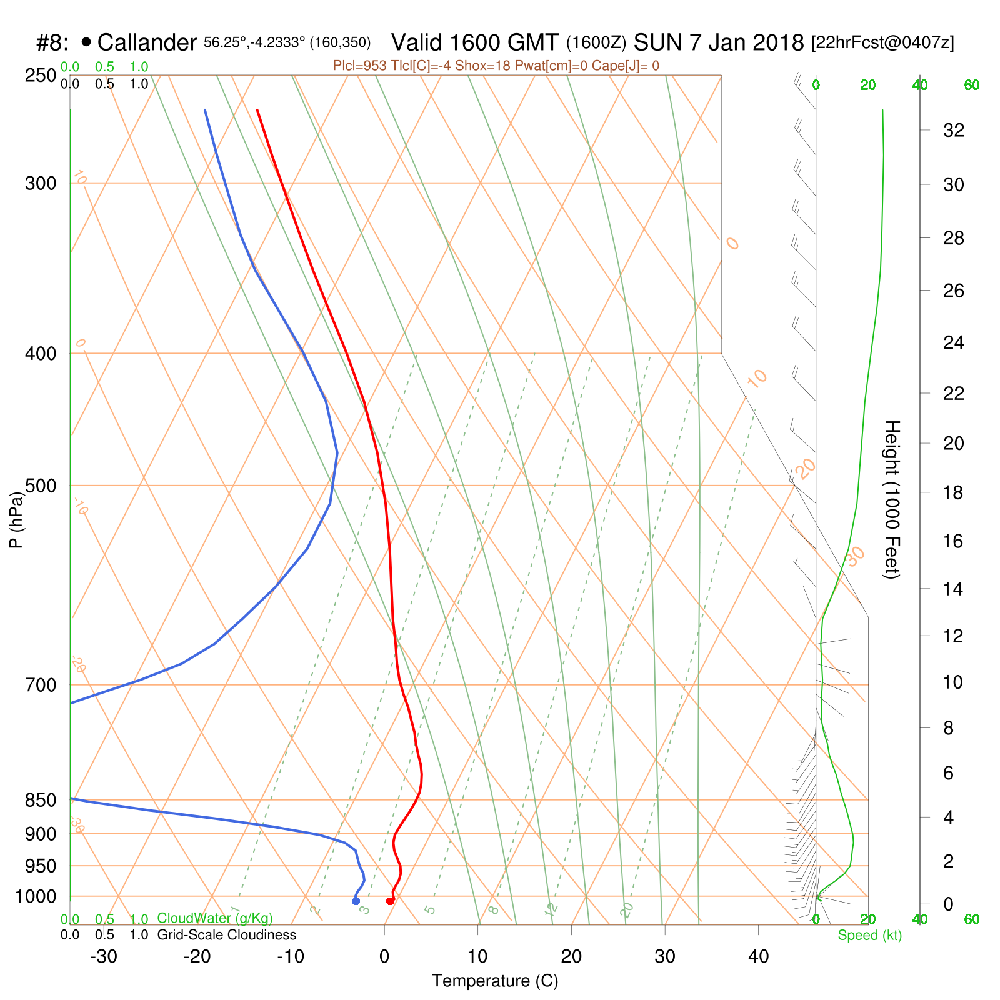 #8: ● Callander 56.25°,-4.2333° (160,350) Valid 1600 GMT (1600Z) SUN 7 Jan 2018 [22hrFcst@0407z]
Plcl=953 Tlcl[C]=-4 Shox=18 Pwat[cm]=0 Cape[J]= 0
0.0 0.5 1.0
0.0 0.5 1.0
0 20 40 60
250
300
400
500
700
850
900
950
1000
P (hPa)
10
0
-10
-20
-30
0
10
20
30
32
30
28
26
24
22
20
18
16
14
12
10
8
6
4
2
0
Height (1000 Feet)
1 2 3 5 8 12 20
0.0 0.5 1.0 CloudWater (g/Kg)
0.0 0.5 1.0 Grid-Scale Cloudiness
0 20 40 60
Speed (kt)
-30 -20 -10 0 10 20 30 40
Temperature (C)